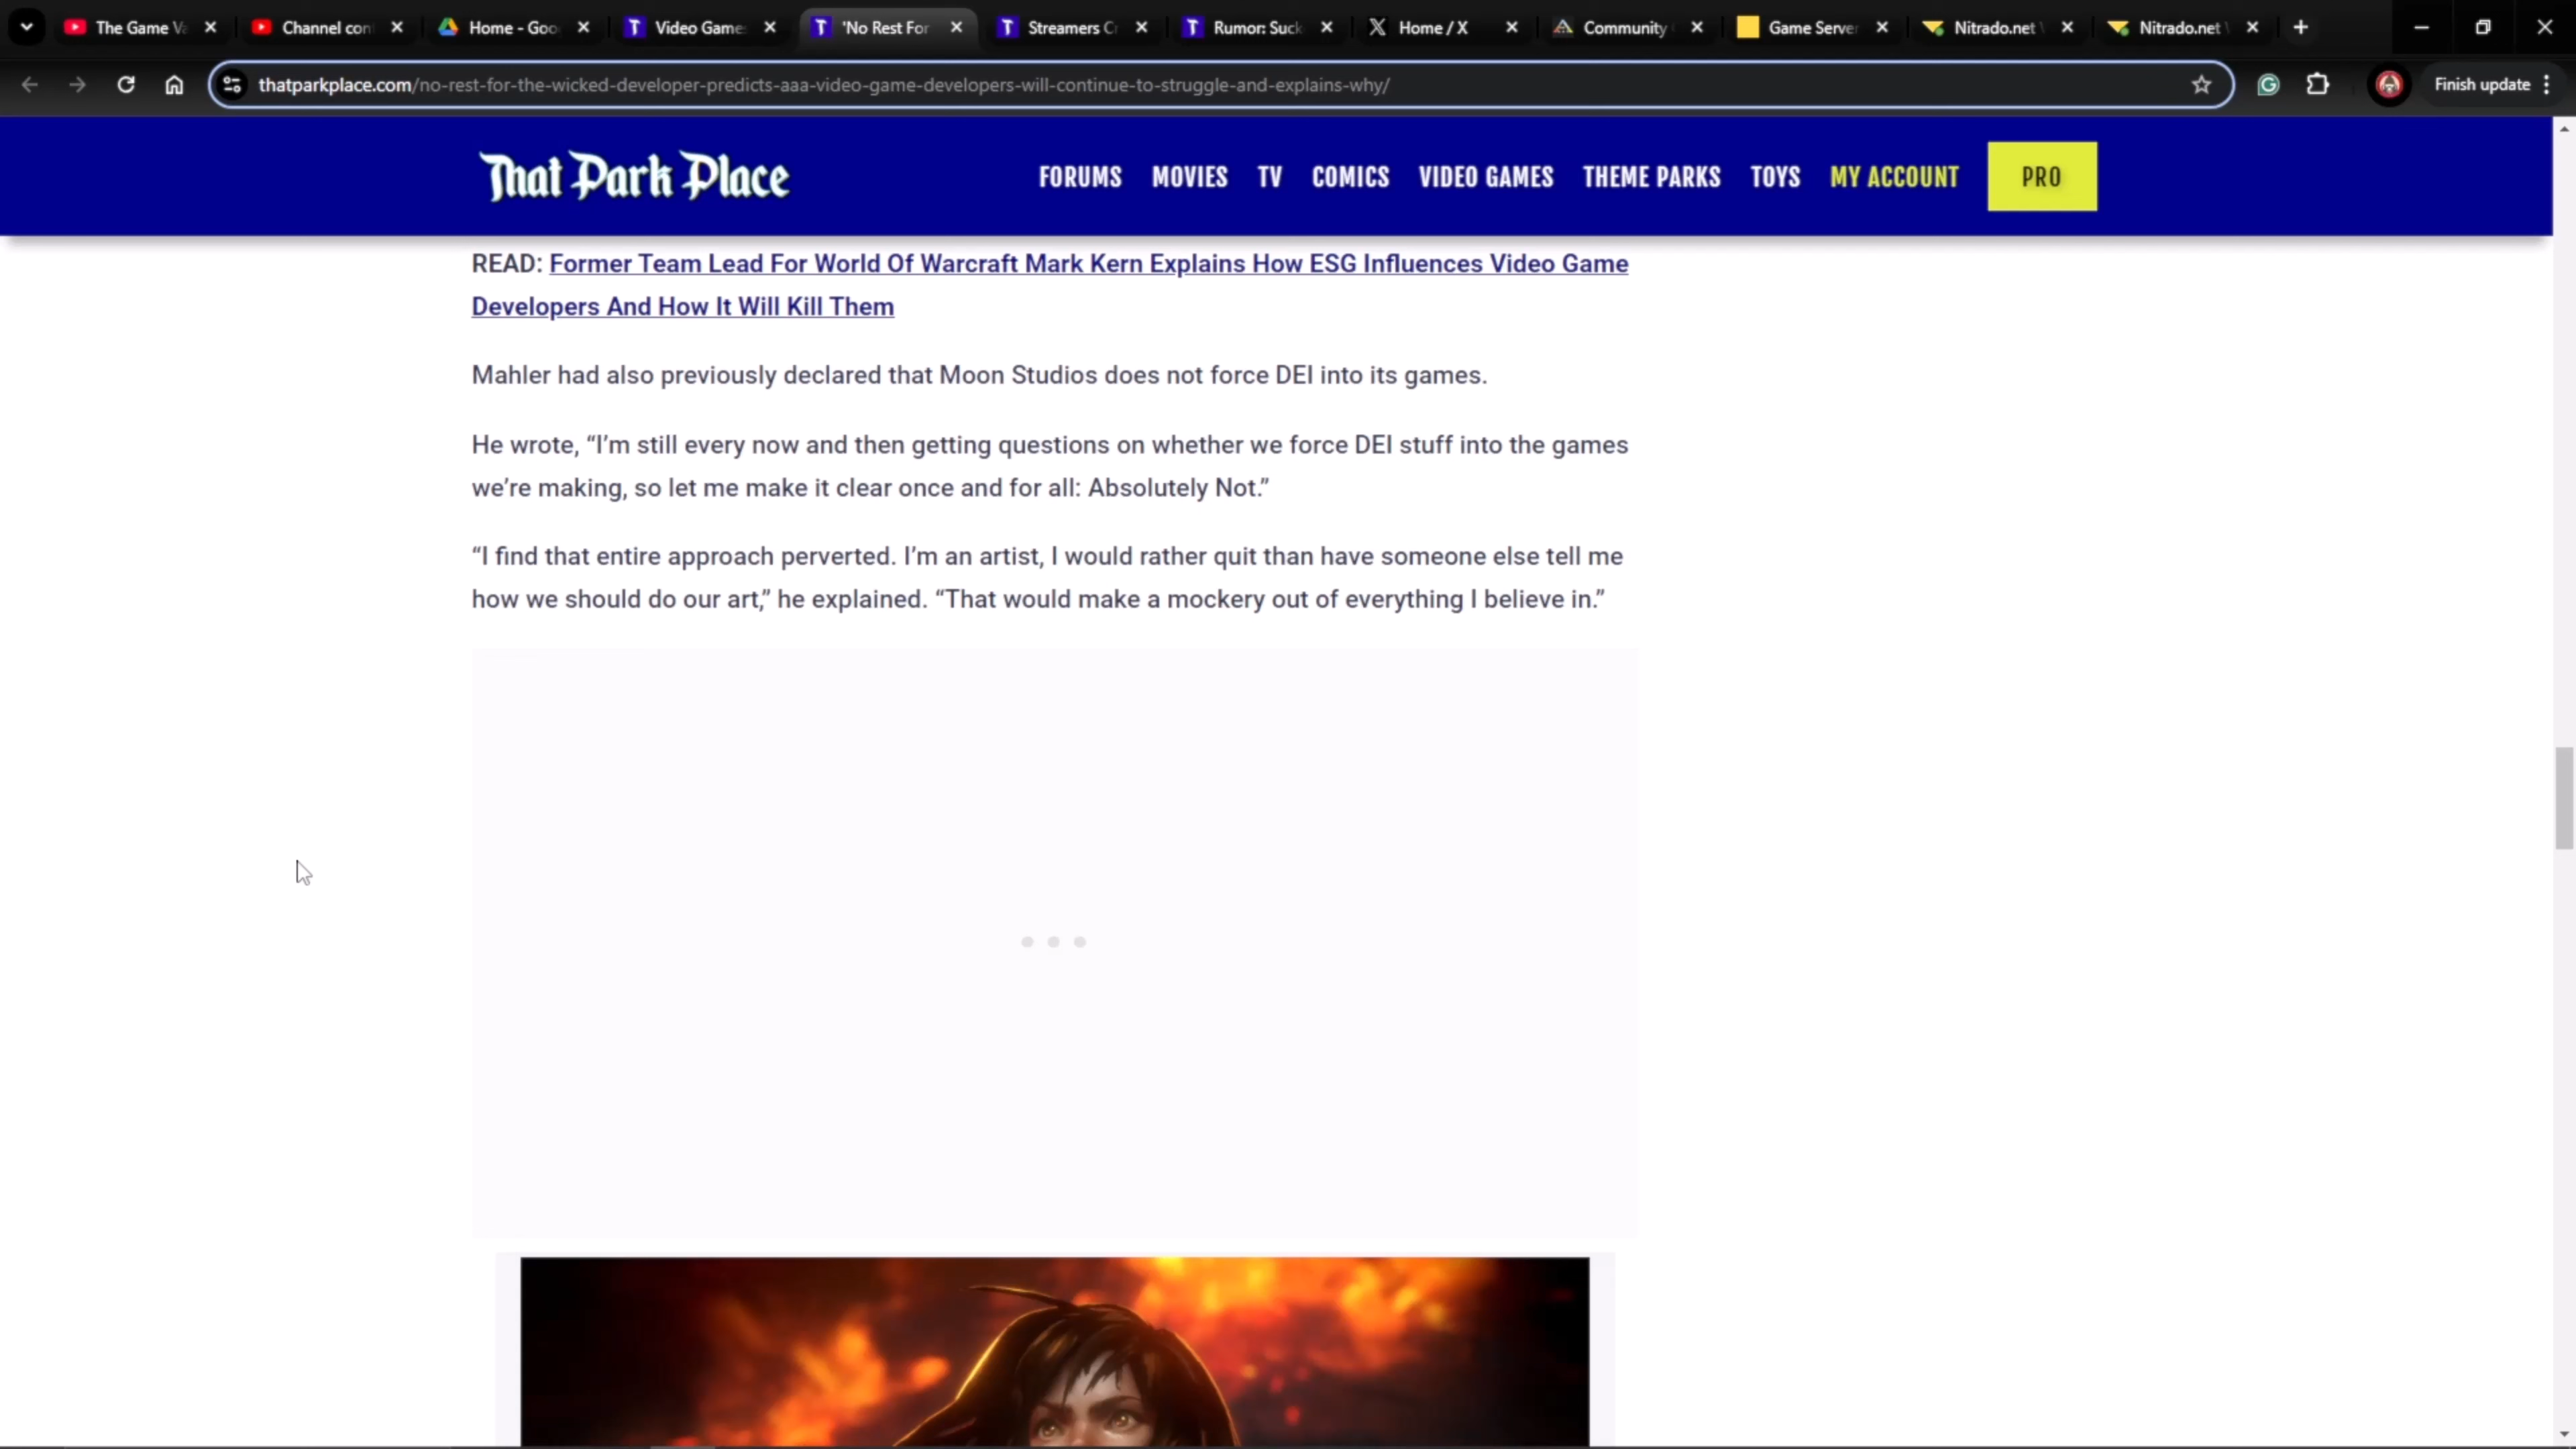 The Game Va
Channel con
Home - Goo
Video Game
'No Rest For
Streamers C
Rumor: Suck
Home / X
Community
Game Server
Nitrado.net
Nitrado.net
thatparkplace.com/no-rest-for-the-wicked-developer-predicts-aaa-video-game-developers-will-continue-to-struggle-and-explains-why/
Finish update
That Park Place
FORUMS MOVIES TV COMICS VIDEO GAMES THEME PARKS TOYS MY ACCOUNT PRO
READ: Former Team Lead For World Of Warcraft Mark Kern Explains How ESG Influences Video Game
Developers And How It Will Kill Them
Mahler had also previously declared that Moon Studios does not force DEI into its games.
He wrote, “I’m still every now and then getting questions on whether we force DEI stuff into the games
we’re making, so let me make it clear once and for all: Absolutely Not.”
“I find that entire approach perverted. I’m an artist, I would rather quit than have someone else tell me
how we should do our art,” he explained. “That would make a mockery out of everything I believe in.”